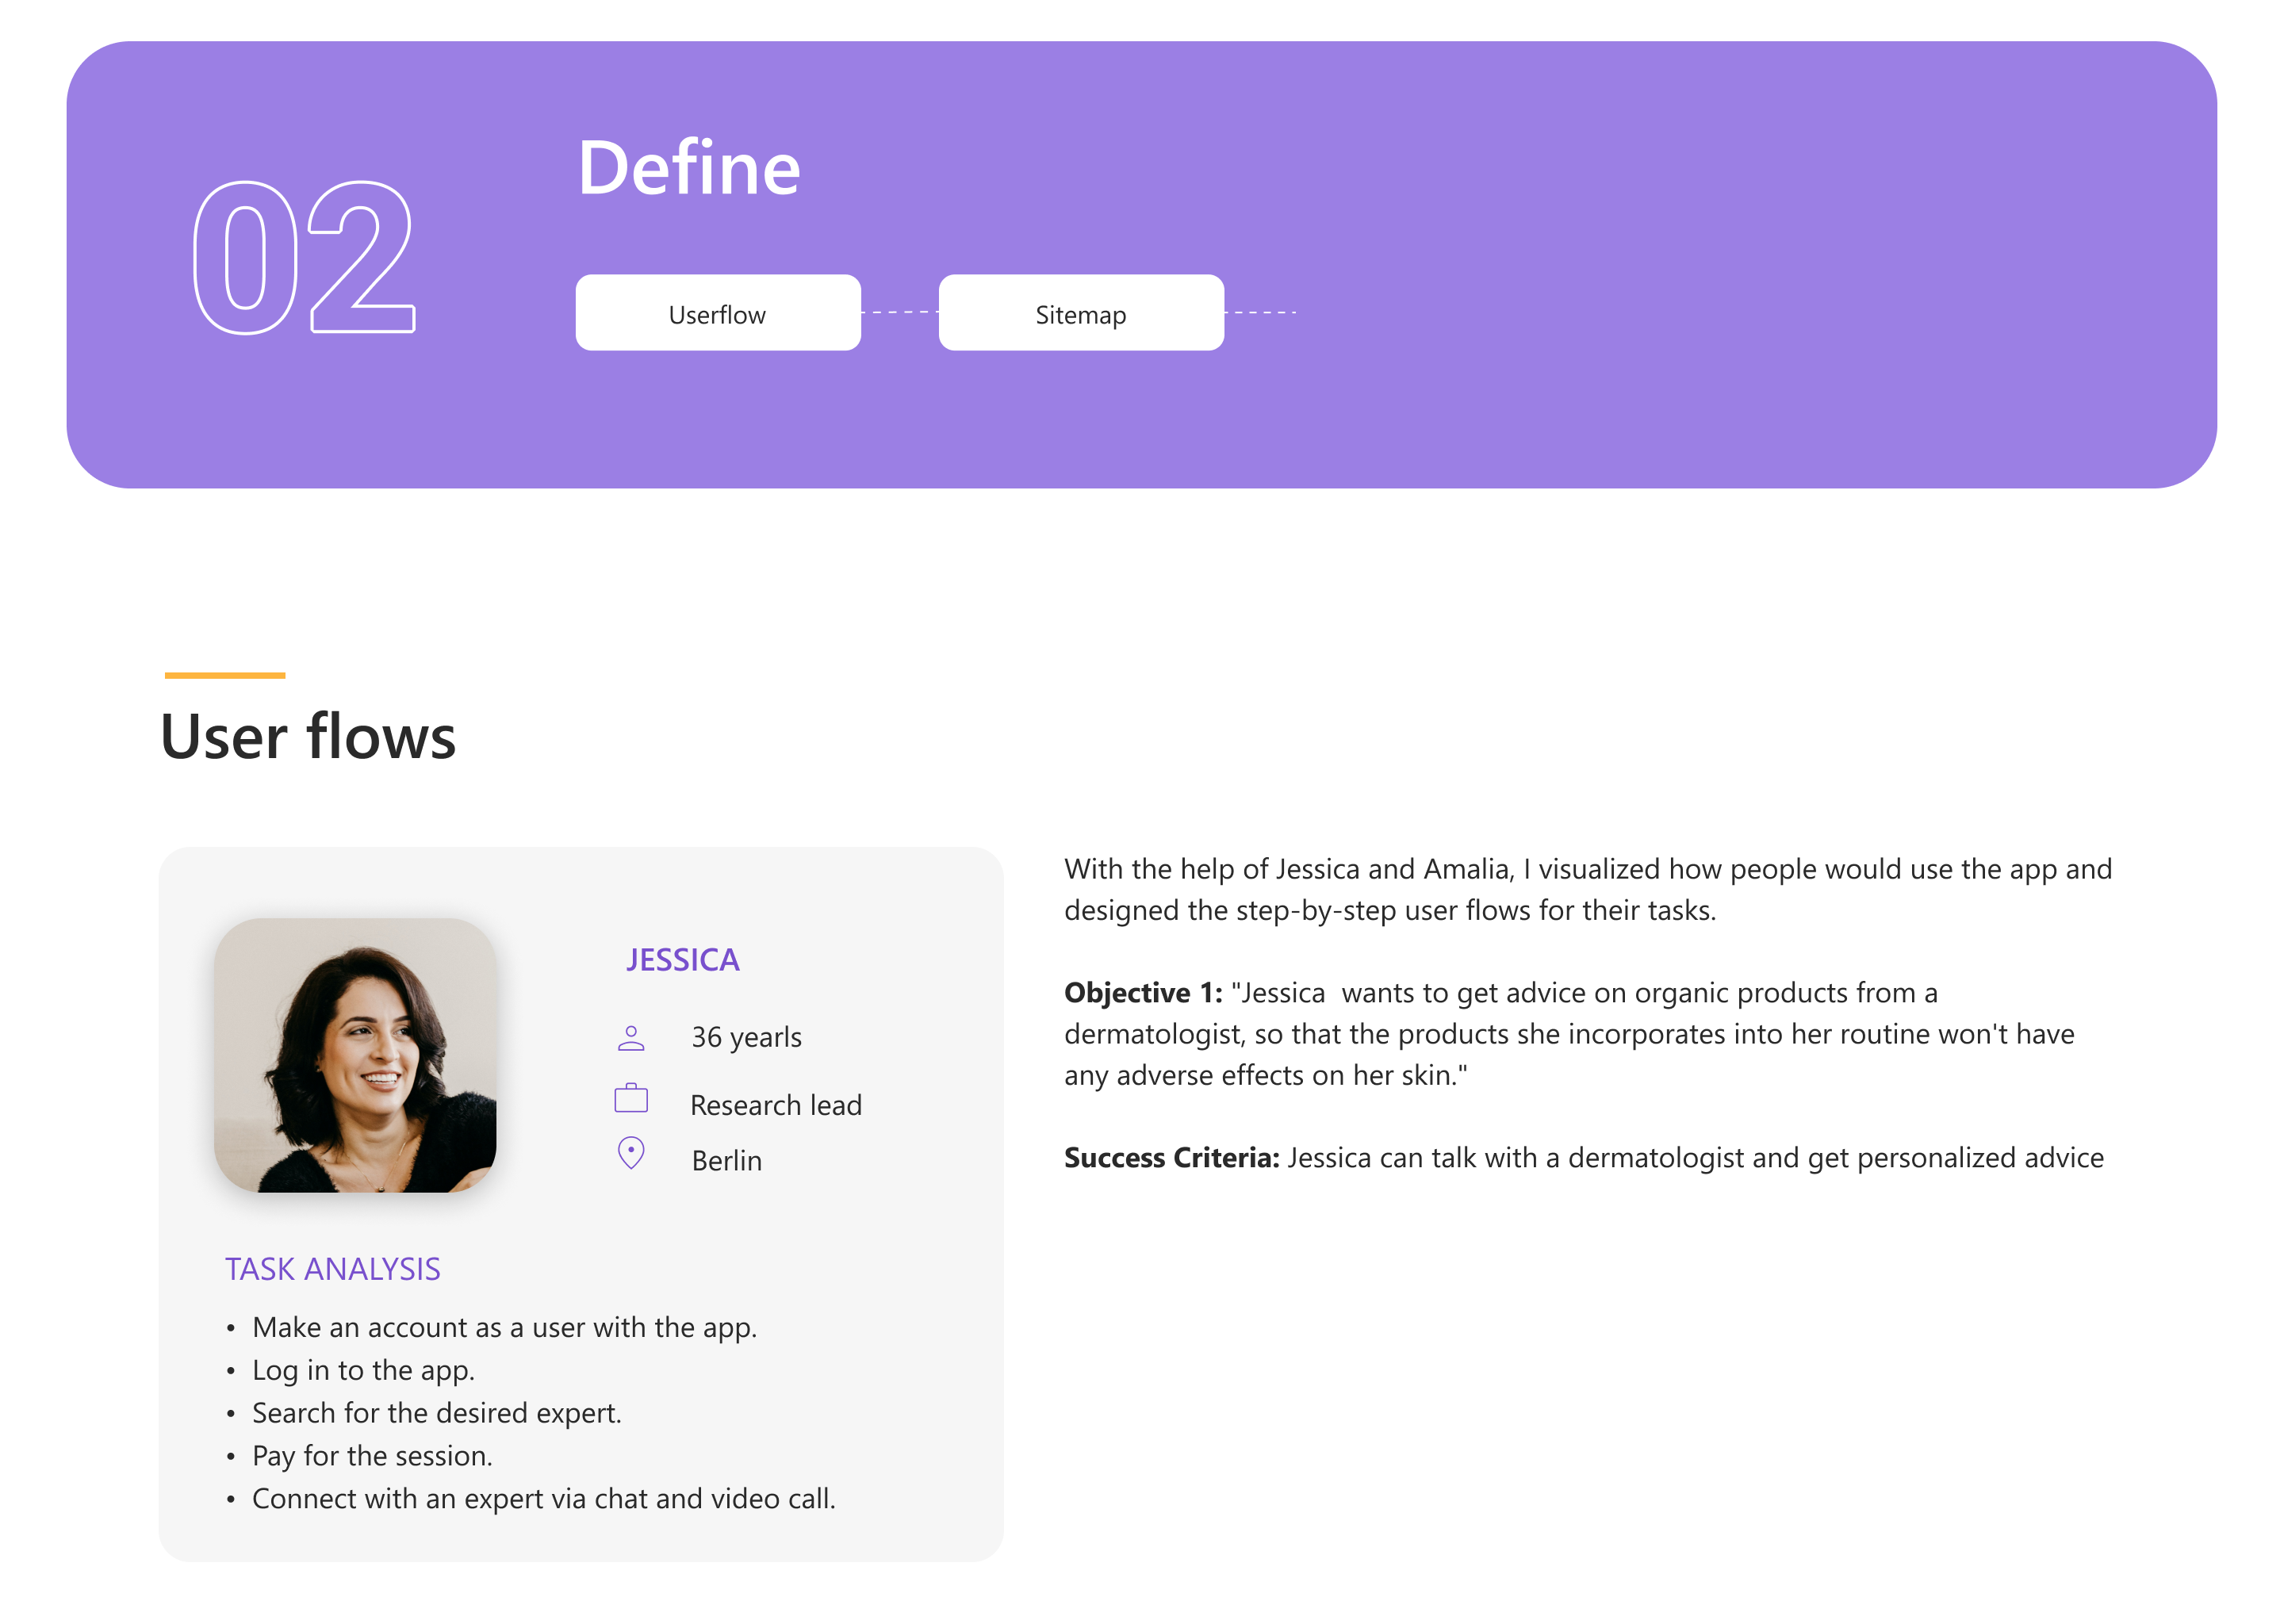 02
Define
Userflow
Sitemap
User flows
JESSICA
36 yearls
Research lead
Berlin
TASK ANALYSIS
• Make an account as a user with the app.
• Log in to the app.
• Search for the desired expert.
• Pay for the session.
• Connect with an expert via chat and video call.
With the help of Jessica and Amalia, I visualized how people would use the app and
designed the step-by-step user flows for their tasks.
Objective 1: "Jessica  wants to get advice on organic products from a
dermatologist, so that the products she incorporates into her routine won't have
any adverse effects on her skin."
Success Criteria: Jessica can talk with a dermatologist and get personalized advice